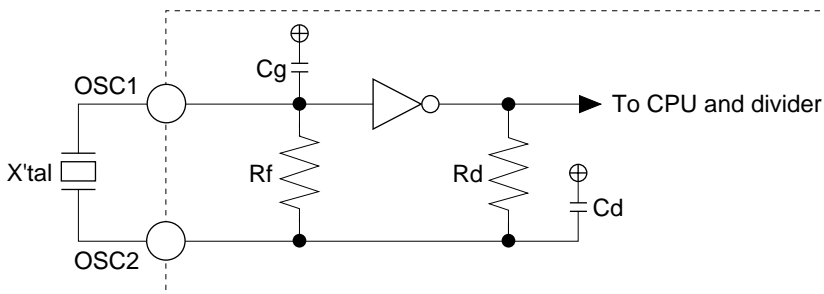 Cg
OSC1
To CPU and divider
X'tal
Rf
Rd
Cd
OSC2